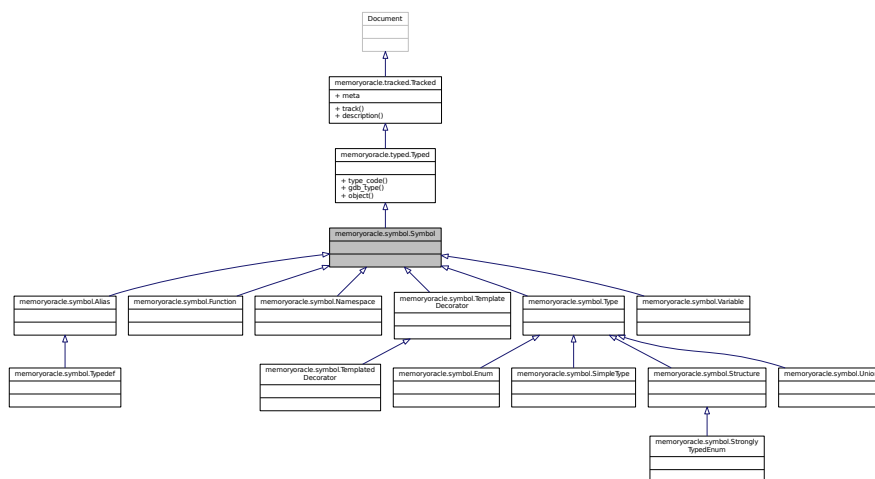 Document
memoryoracle.tracked.Tracked
+ meta
+ track()
+ description()
memoryoracle.typed.Typed
+ type_code()
+ gdb_type()
+ object()
memoryoracle.symbol.Symbol
memoryoracle.symbol.Alias
memoryoracle.symbol.Function
memoryoracle.symbol.Namespace
memoryoracle.symbol.Template
Decorator
memoryoracle.symbol.Type
memoryoracle.symbol.Variable
memoryoracle.symbol.Typedef
memoryoracle.symbol.Templated
Decorator
memoryoracle.symbol.Enum
memoryoracle.symbol.SimpleType
memoryoracle.symbol.Structure
memoryoracle.symbol.Union
memoryoracle.symbol.Strongly
TypedEnum